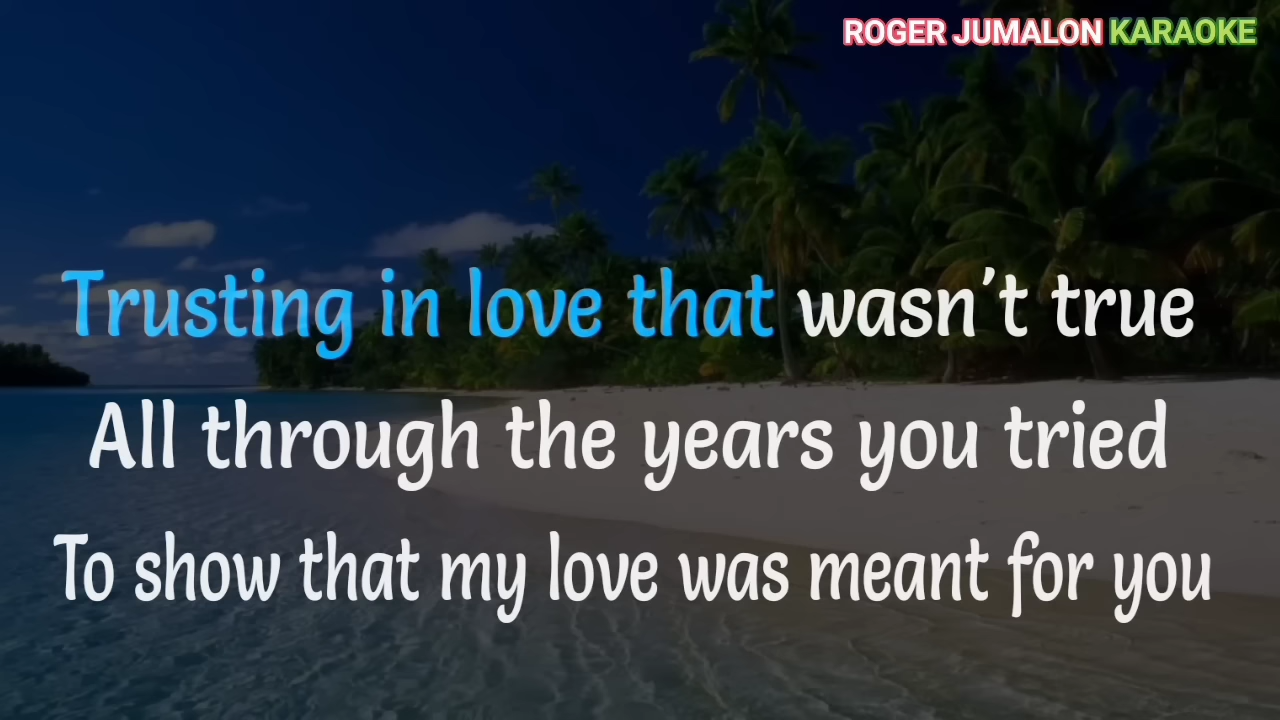 ROGER JUMALON KARAOKE
Trusting in love that wasn't true
All through the years you tried
To show that my love was meant for you